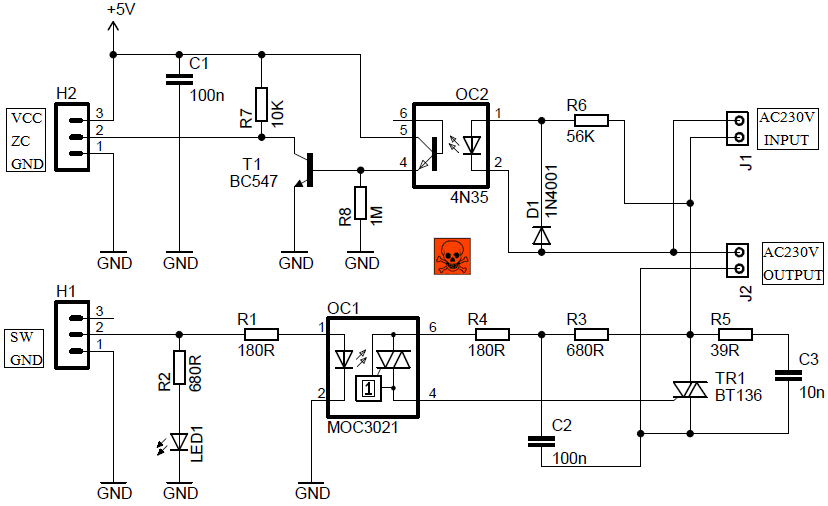 +5V
C1
100n
H2
VCC
ZC
GND
3
2
1
R7
10K
T1
BC547
R8
1M
OC2
6
5
4
1
2
4N35
R6
56K
D1
1N4001
AC230V
INPUT
J1
GND
GND
GND
GND
AC230V
OUTPUT
J2
H1
SW
GND
3
2
1
R1
180R
R2
680R
LED1
OC1
1
2
6
4
1
MOC3021
R4
180R
R3
680R
R5
39R
C3
10n
TR1
BT136
C2
100n
GND
GND
GND